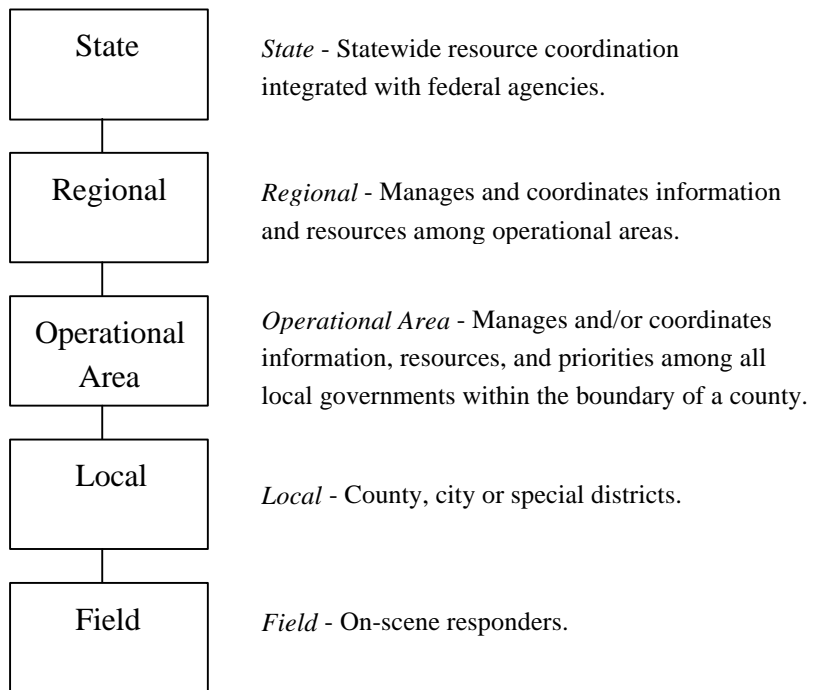 State
State - Statewide resource coordination
integrated with federal agencies.
Regional
Regional - Manages and coordinates information
and resources among operational areas.
Operational
Area
Operational Area - Manages and/or coordinates
information, resources, and priorities among all
local governments within the boundary of a county.
Local
Local - County, city or special districts.
Field
Field - On-scene responders.